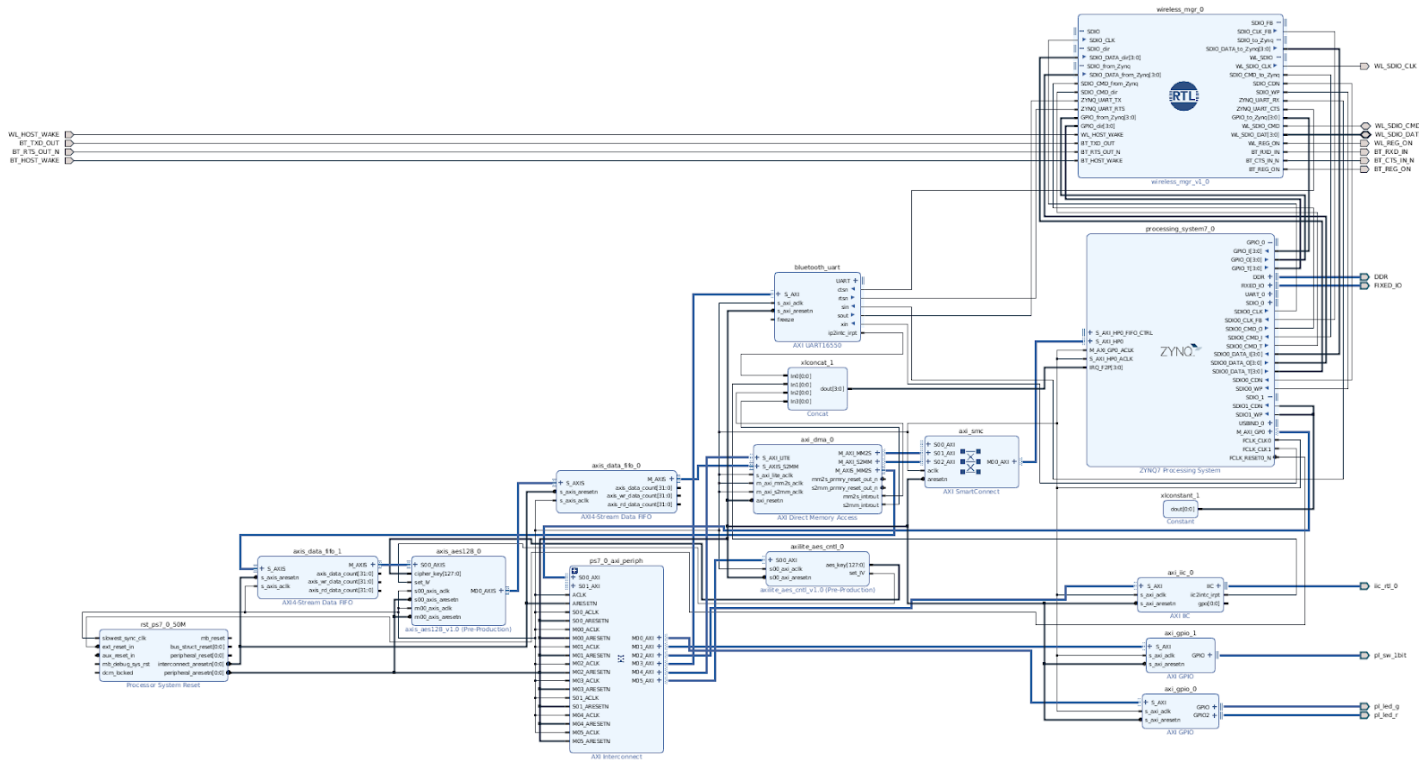 wireless_mgr_0
SDIO
SDIO_CLK
SDIO_dir
SDIO_DATA_dir[3:0]
SDIO_from_Zynq
SDIO_DATA_from_Zynq[3:0]
SDIO_CMD_from_Zynq
SDIO_CMD_dir
ZYNQ_UART_TX
ZYNQ_UART_RTS
GPIO_from_Zynq[3:0]
GPIO_dir[3:0]
WL_HOST_WAKE
BT_TXD_OUT
BT_RTS_OUT_N
BT_HOST_WAKE
RTL
SDIO_FB
SDIO_CLK_FB
SDIO_to_Zynq
SDIO_DATA_to_Zynq[3:0]
WL_SDIO
WL_SDIO_CLK
SDIO_CMD_to_Zynq
SDIO_CDN
SDIO_WP
ZYNQ_UART_RX
ZYNQ_UART_CTS
GPIO_to_Zynq[3:0]
WL_SDIO_CMD
WL_SDIO_DAT[3:0]
WL_REG_ON
BT_RXD_IN
BT_CTS_IN_N
BT_REG_ON
wireless_mgr_v1_0
WL_HOST_WAKE
BT_TXD_OUT
BT_RTS_OUT_N
BT_HOST_WAKE
WL_SDIO_CLK
WL_SDIO_CMD
WL_SDIO_DAT
WL_REG_ON
BT_RXD_IN
BT_CTS_IN_N
BT_REG_ON
processing_system7_0
S_AXI_HP0_FIFO_CTRL
S_AXI_HP0
M_AXI_GP0_ACLK
S_AXI_HP0_ACLK
IRQ_F2P[3:0]
ZYNQ
GPIO_0
GPIO_I[3:0]
GPIO_O[3:0]
GPIO_T[3:0]
DDR
FIXED_IO
UART_0
SDIO_0
SDIO0_CLK
SDIO0_CLK_FB
SDIO0_CMD_O
SDIO0_CMD_I
SDIO0_CMD_T
SDIO0_DATA_I[3:0]
SDIO0_DATA_O[3:0]
SDIO0_DATA_T[3:0]
SDIO0_CDN
SDIO0_WP
SDIO_1
SDIO1_CDN
SDIO1_WP
USBIND_0
M_AXI_GP0
FCLK_CLK0
FCLK_CLK1
FCLK_RESET0_N
ZYNQ7 Processing System
DDR
FIXED_IO
bluetooth_uart
S_AXI
s_axi_aclk
s_axi_aresetn
freeze
UART
ctsn
rtsn
sin
sout
xin
ip2intc_irpt
AXI UART16550
xlconcat_1
In0[0:0]
In1[0:0]
In2[0:0]
In3[0:0]
dout[3:0]
Concat
axi_dma_0
S_AXI_LITE
S_AXIS_S2MM
s_axi_lite_aclk
m_axi_mm2s_aclk
m_axi_s2mm_aclk
axi_resetn
M_AXI_MM2S
M_AXI_S2MM
M_AXIS_MM2S
mm2s_prmry_reset_out_n
s2mm_prmry_reset_out_n
mm2s_introut
s2mm_introut
AXI Direct Memory Access
axi_smc
S00_AXI
S01_AXI
S02_AXI
aclk
aresetn
M00_AXI
AXI SmartConnect
xlconstant_1
dout[0:0]
Constant
axis_data_fifo_0
S_AXIS
s_axis_aresetn
s_axis_aclk
M_AXIS
axis_data_count[31:0]
axis_wr_data_count[31:0]
axis_rd_data_count[31:0]
AXI4-Stream Data FIFO
axis_data_fifo_1
S_AXIS
s_axis_aresetn
s_axis_aclk
M_AXIS
axis_data_count[31:0]
axis_wr_data_count[31:0]
axis_rd_data_count[31:0]
AXI4-Stream Data FIFO
axis_aes128_0
S00_AXIS
cipher_key[127:0]
set_IV
s00_axis_aclk
s00_axis_aresetn
m00_axis_aclk
m00_axis_aresetn
M00_AXIS
axis_aes128_v1.0 (Pre-Production)
ps7_0_axi_periph
S00_AXI
S01_AXI
ACLK
ARESETN
S00_ACLK
S00_ARESETN
M00_ACLK
M00_ARESETN
M01_ACLK
M01_ARESETN
M02_ACLK
M02_ARESETN
M03_ACLK
M03_ARESETN
S01_ACLK
S01_ARESETN
M04_ACLK
M04_ARESETN
M05_ACLK
M05_ARESETN
M00_AXI
M01_AXI
M02_AXI
M03_AXI
M04_AXI
M05_AXI
AXI Interconnect
axilite_aes_cntl_0
S00_AXI
s00_axi_aclk
s00_axi_aresetn
aes_key[127:0]
set_IV
axilite_aes_cntl_v1.0 (Pre-Production)
rst_ps7_0_50M
slowest_sync_clk
ext_reset_in
aux_reset_in
mb_debug_sys_rst
dcm_locked
mb_reset
bus_struct_reset[0:0]
peripheral_reset[0:0]
interconnect_aresetn[0:0]
peripheral_aresetn[0:0]
Processor System Reset
axi_iic_0
S_AXI
s_axi_aclk
s_axi_aresetn
IIC
iic2intc_irpt
gpo[0:0]
AXI IIC
iic_rtl_0
axi_gpio_1
S_AXI
s_axi_aclk
s_axi_aresetn
GPIO
AXI GPIO
pl_sw_1bit
axi_gpio_0
S_AXI
s_axi_aclk
s_axi_aresetn
GPIO
GPIO2
AXI GPIO
pl_led_g
pl_led_r